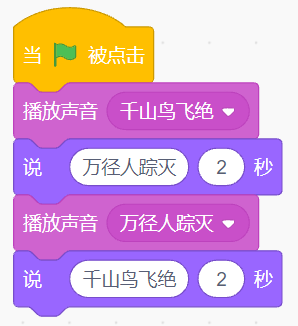 当 被点击
播放声音 千山鸟飞绝
说 万径人踪灭 2 秒
播放声音 万径人踪灭
说 千山鸟飞绝 2 秒